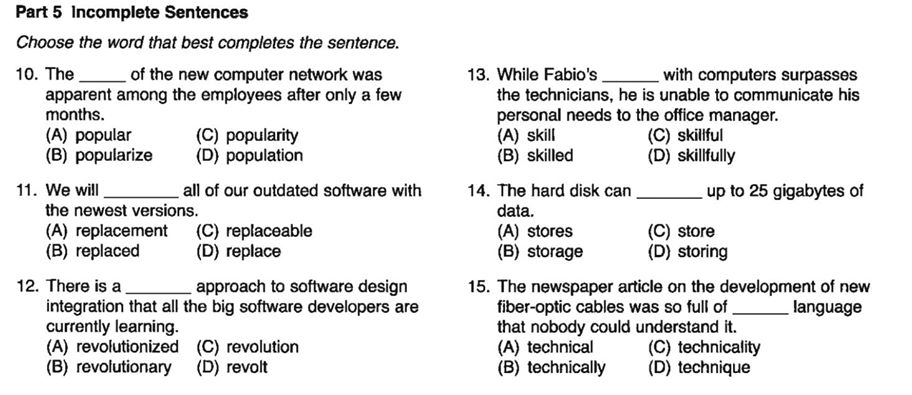 Part 5 Incomplete Sentences
Choose the word that best completes the sentence.
10. The ______ of the new computer network was
apparent among the employees after only a few
months.
(A) popular (C) popularity
(B) popularize (D) population
11. We will ________ all of our outdated software with
the newest versions.
(A) replacement (C) replaceable
(B) replaced (D) replace
12. There is a ________ approach to software design
integration that all the big software developers are
currently learning.
(A) revolutionized (C) revolution
(B) revolutionary (D) revolt
13. While Fabio's ______ with computers surpasses
the technicians, he is unable to communicate his
personal needs to the office manager.
(A) skill (C) skillful
(B) skilled (D) skillfully
14. The hard disk can ________ up to 25 gigabytes of
data.
(A) stores (C) store
(B) storage (D) storing
15. The newspaper article on the development of new
fiber-optic cables was so full of ______ language
that nobody could understand it.
(A) technical (C) technicality
(B) technically (D) technique